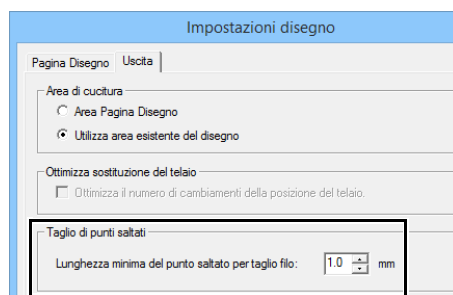 Impostazioni disegno
Pagina Disegno Uscita
Area di cucitura
Area Pagina Disegno
Utilizza area esistente del disegno
Ottimizza sostituzione del telaio
Ottimizza il numero di cambiamenti della posizione del telaio.
Taglio di punti saltati
Lunghezza minima del punto saltato per taglio filo: 1.0 mm